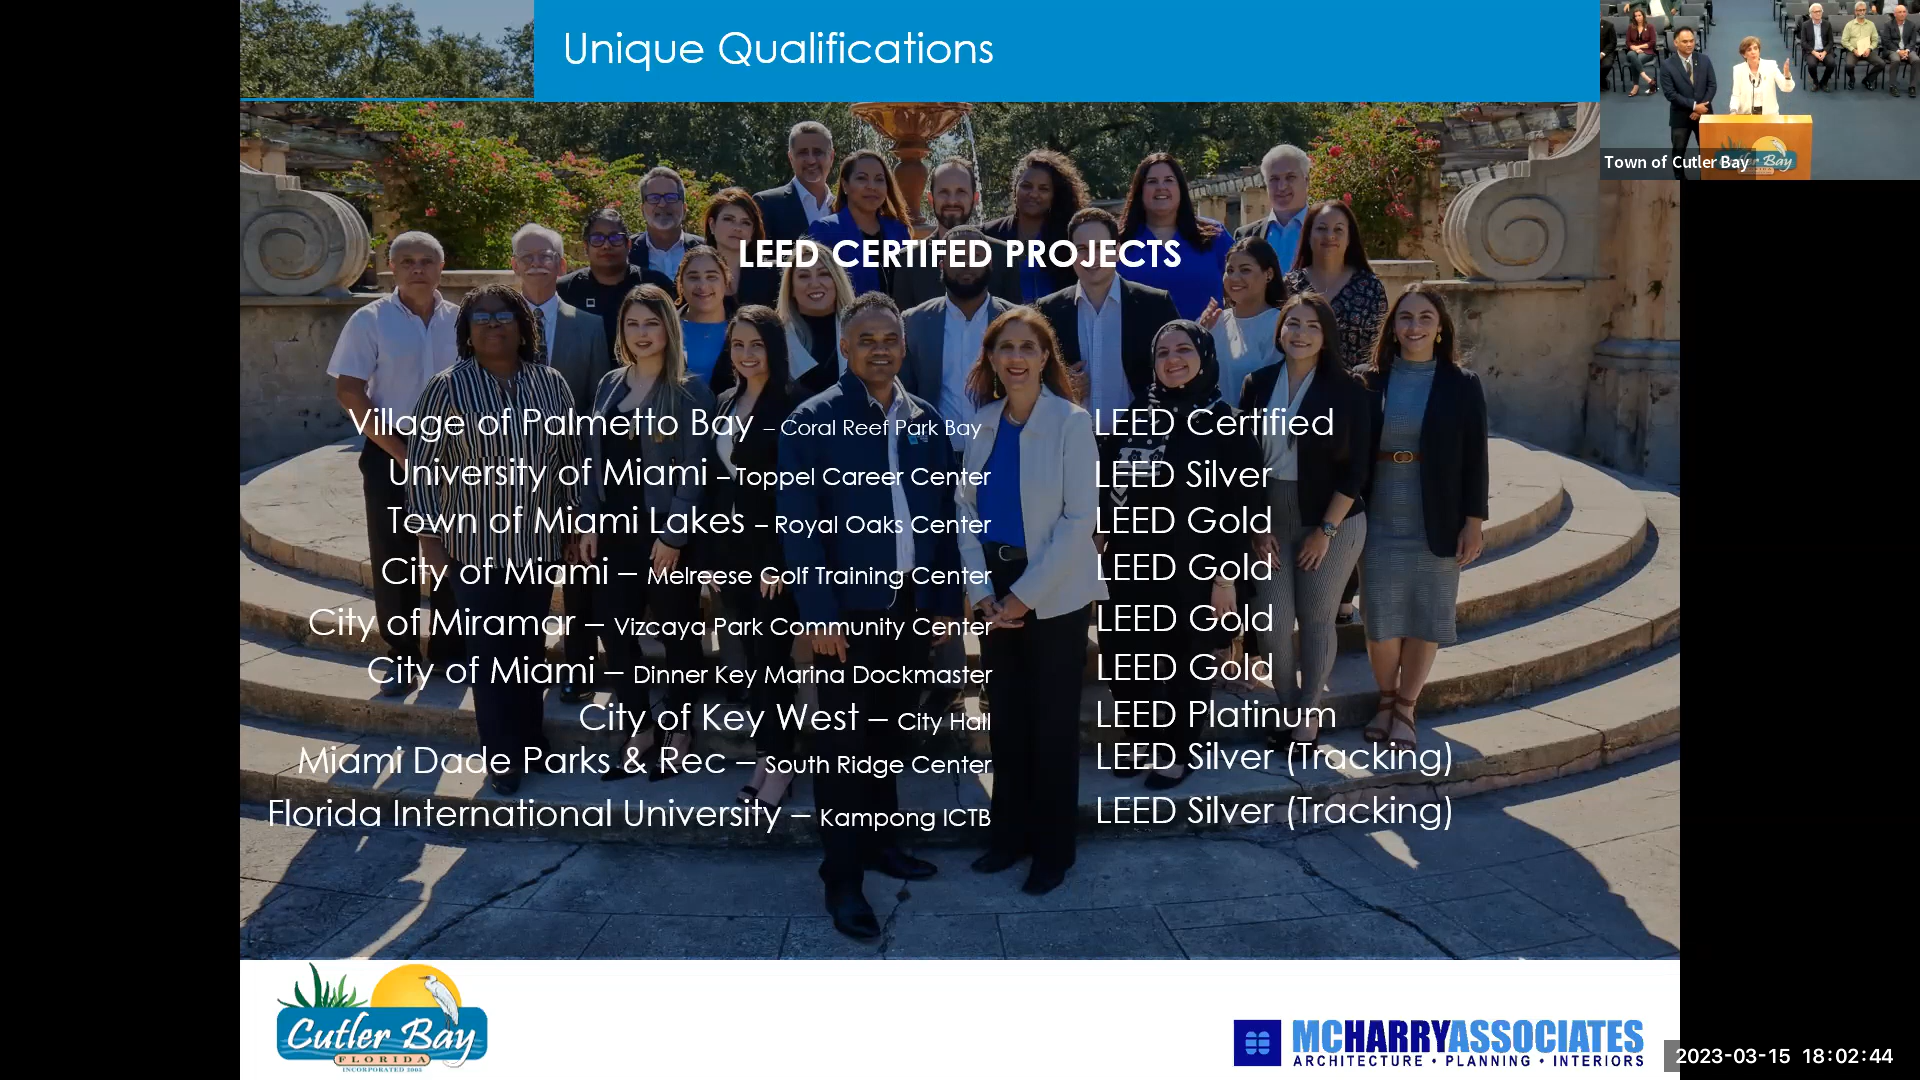 Unique Qualifications
Town of Cutler Bay
LEED CERTIFED PROJECTS
Village of Palmetto Bay – Coral Reef Park Bay LEED Certified
University of Miami – Toppel Career Center LEED Silver
Town of Miami Lakes – Royal Oaks Center LEED Gold
City of Miami – Melreese Golf Training Center LEED Gold
City of Miramar – Vizcaya Park Community Center LEED Gold
City of Miami – Dinner Key Marina Dockmaster LEED Gold
City of Key West – City Hall LEED Platinum
Miami Dade Parks & Rec – South Ridge Center LEED Silver (Tracking)
Florida International University – Kampong ICTB LEED Silver (Tracking)
Cutler Bay
FLORIDA
INCORPORATED 2005
MCHARRYASSOCIATES
ARCHITECTURE • PLANNING • INTERIORS
2023-03-15 18:02:44